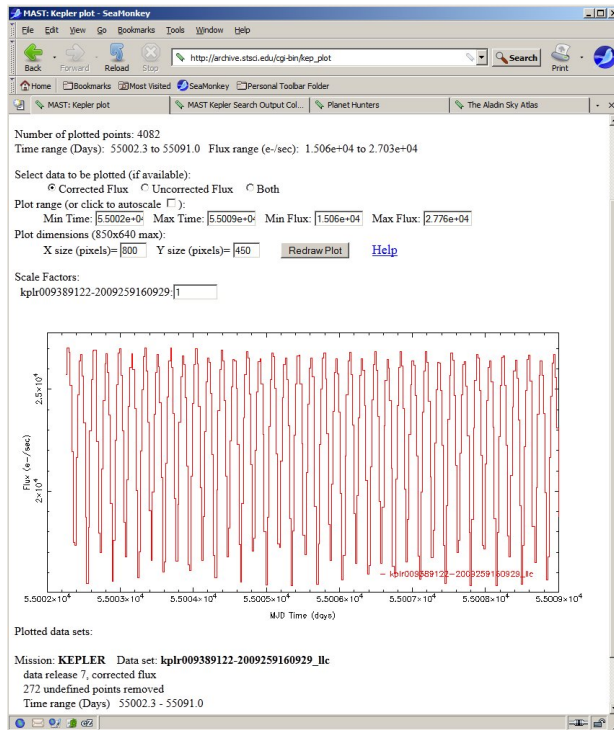 MAST: Kepler plot - SeaMonkey
File Edit View Go Bookmarks Tools Window Help
Back Forward Reload Stop http://archive.stsci.edu/cgi-bin/kep_plot Search Print
Home Bookmarks Most Visited SeaMonkey Personal Toolbar Folder
MAST: Kepler plot MAST Kepler Search Output Col... Planet Hunters The Aladin Sky Atlas
Number of plotted points: 4082
Time range (Days): 55002.3 to 55091.0 Flux range (e-/sec): 1.506e+04 to 2.703e+04
Select data to be plotted (if available):
Corrected Flux Uncorrected Flux Both
Plot range (or click to autoscale ):
Min Time: 5.5002e+0 Max Time: 5.5009e+0 Min Flux: 1.506e+04 Max Flux: 2.776e+04
Plot dimensions (850x640 max):
X size (pixels)= 800 Y size (pixels)= 450 Redraw Plot Help
Scale Factors:
kplr009389122-2009259160929: 1
2.5×10⁴
Flux (e-/sec)
2×10⁴
- kplr009389122-2009259160929_llc
5.5002×10⁴ 5.5003×10⁴ 5.5004×10⁴ 5.5005×10⁴ 5.5006×10⁴ 5.5007×10⁴ 5.5008×10⁴ 5.5009×10⁴
MJD Time (days)
Plotted data sets:
Mission: KEPLER Data set: kplr009389122-2009259160929_llc
data release 7, corrected flux
272 undefined points removed
Time range (Days) 55002.3 - 55091.0